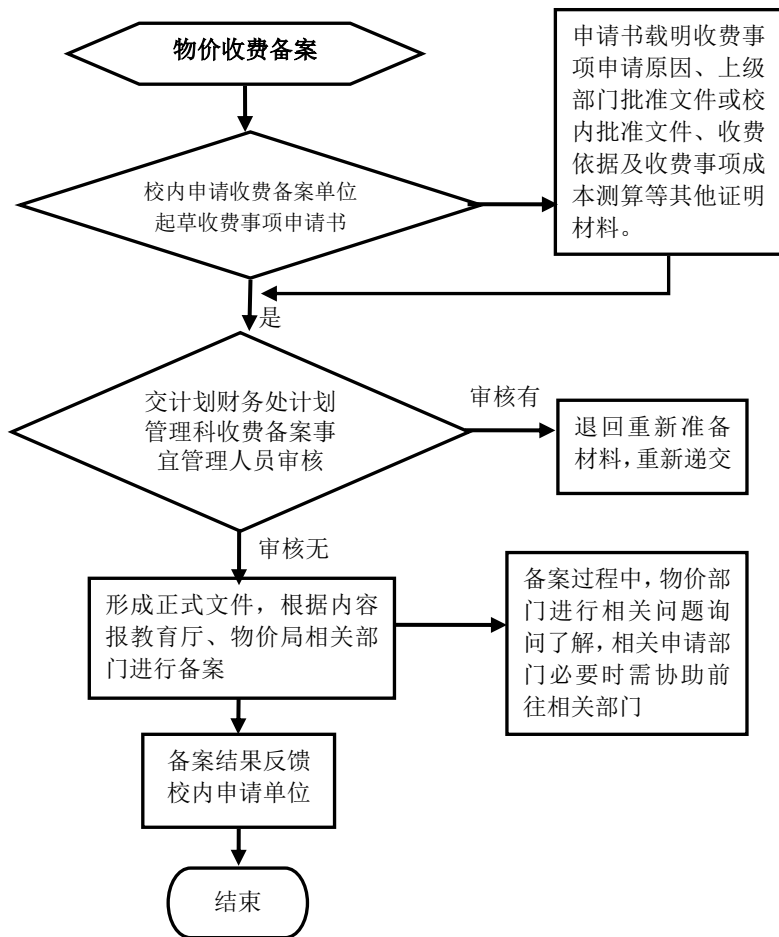 物价收费备案
申请书载明收费事
项申请原因、上级
部门批准文件或校
内批准文件、收费
依据及收费事项成
本测算等其他证明
材料。
校内申请收费备案单位
起草收费事项申请书
是
交计划财务处计划
管理科收费备案事
宜管理人员审核
审核有
退回重新准备
材料,重新递交
审核无
形成正式文件，根据内容
报教育厅、物价局相关部
门进行备案
备案过程中,物价部
门进行相关问题询
问了解,相关申请部
门必要时需协助前
往相关部门
备案结果反馈
校内申请单位
结束